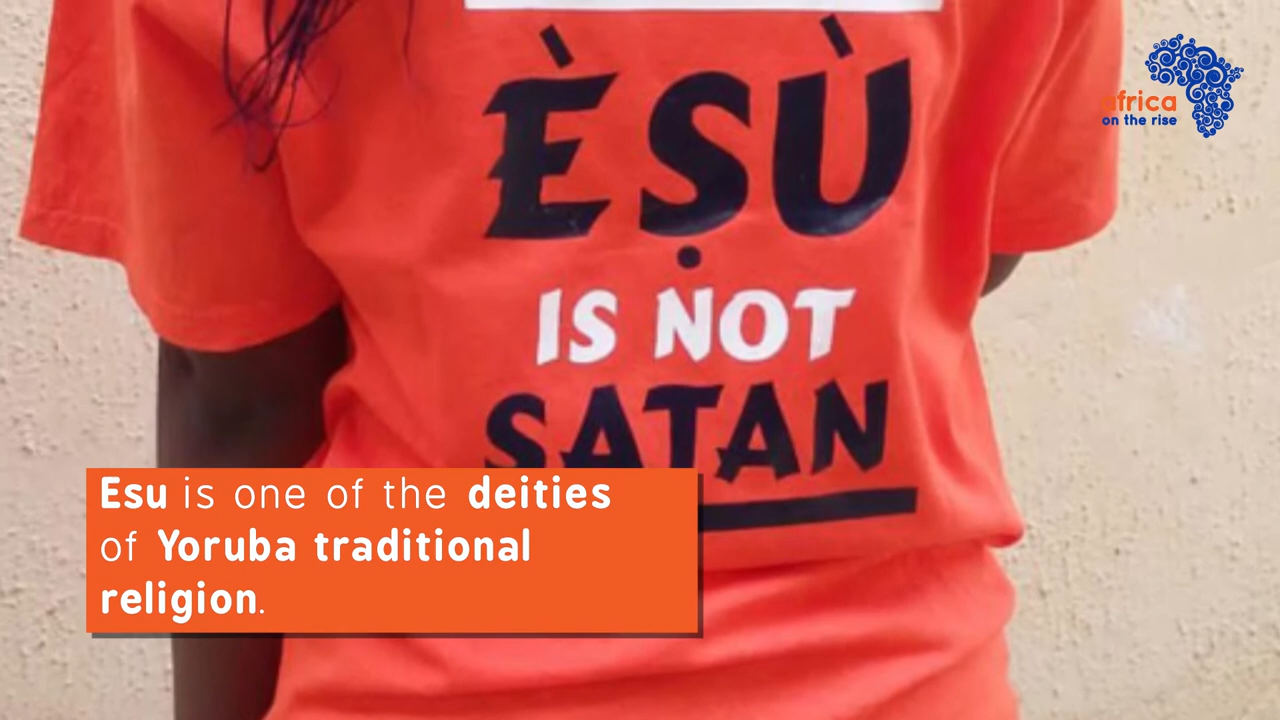 ÈṢÙ
IS NOT
SATAN
africa
on the rise
Esu is one of the deities
of Yoruba traditional
religion.